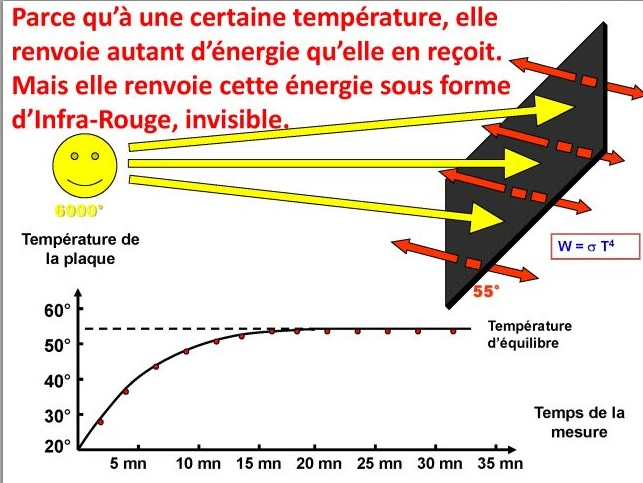 Parce qu’à une certaine température, elle
renvoie autant d’énergie qu’elle en reçoit.
Mais elle renvoie cette énergie sous forme
d’Infra-Rouge, invisible.
6000°
W = σ T⁴
55°
Température de
la plaque
60°
50°
40°
30°
20°
Température
d’équilibre
Temps de la
mesure
5 mn 10 mn 15 mn 20 mn 25 mn 30 mn 35 mn